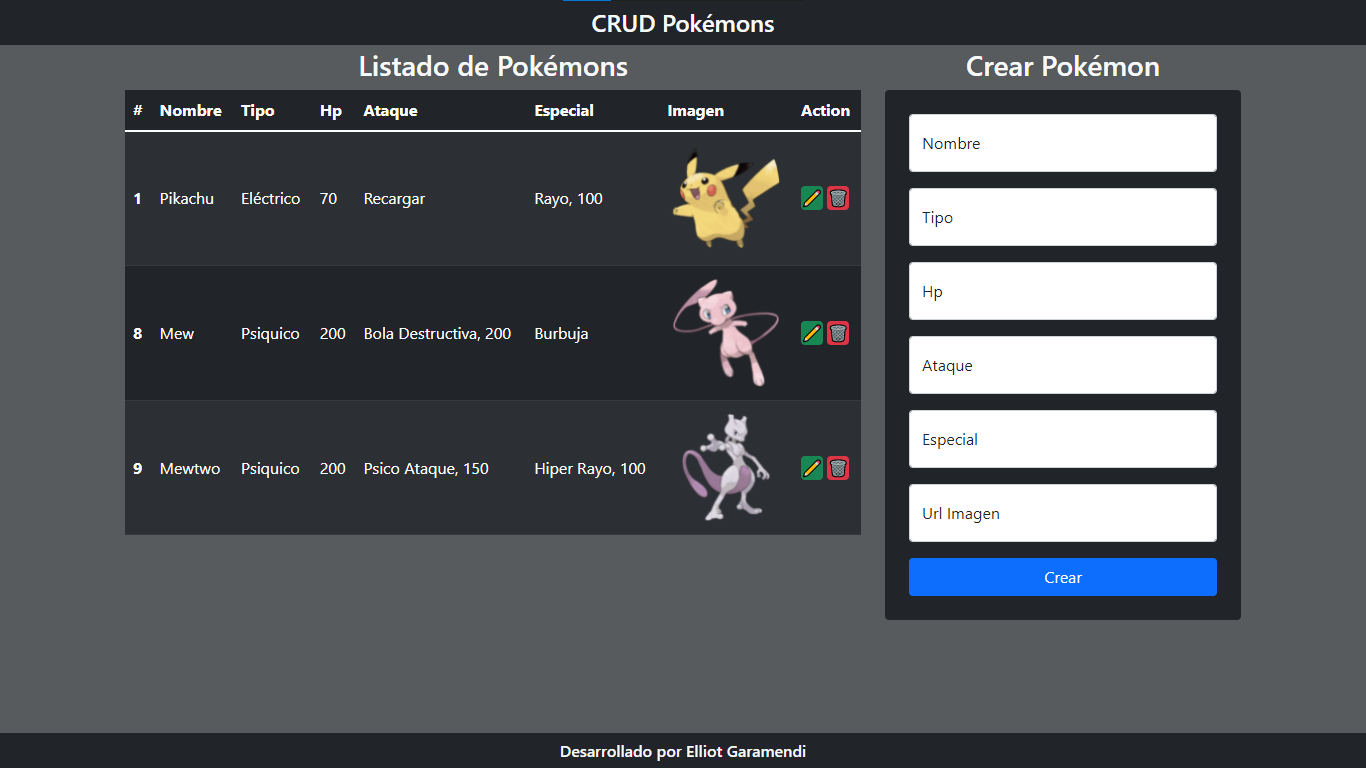 CRUD Pokémons
Listado de Pokémons
# Nombre Tipo Hp Ataque Especial Imagen Action
1 Pikachu Eléctrico 70 Recargar Rayo, 100
8 Mew Psiquico 200 Bola Destructiva, 200 Burbuja
9 Mewtwo Psiquico 200 Psico Ataque, 150 Hiper Rayo, 100
Crear Pokémon
Nombre
Tipo
Hp
Ataque
Especial
Url Imagen
Crear
Desarrollado por Elliot Garamendi